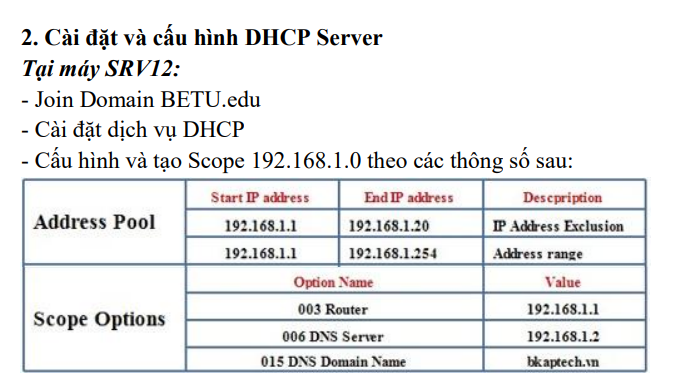 2. Cài đặt và cấu hình DHCP Server
Tại máy SRV12:
- Join Domain BETU.edu
- Cài đặt dịch vụ DHCP
- Cấu hình và tạo Scope 192.168.1.0 theo các thông số sau:
Address Pool
Start IP address End IP address Descpription
192.168.1.1 192.168.1.20 IP Address Exclusion
192.168.1.1 192.168.1.254 Address range
Scope Options
Option Name Value
003 Router 192.168.1.1
006 DNS Server 192.168.1.2
015 DNS Domain Name bkaptech.vn